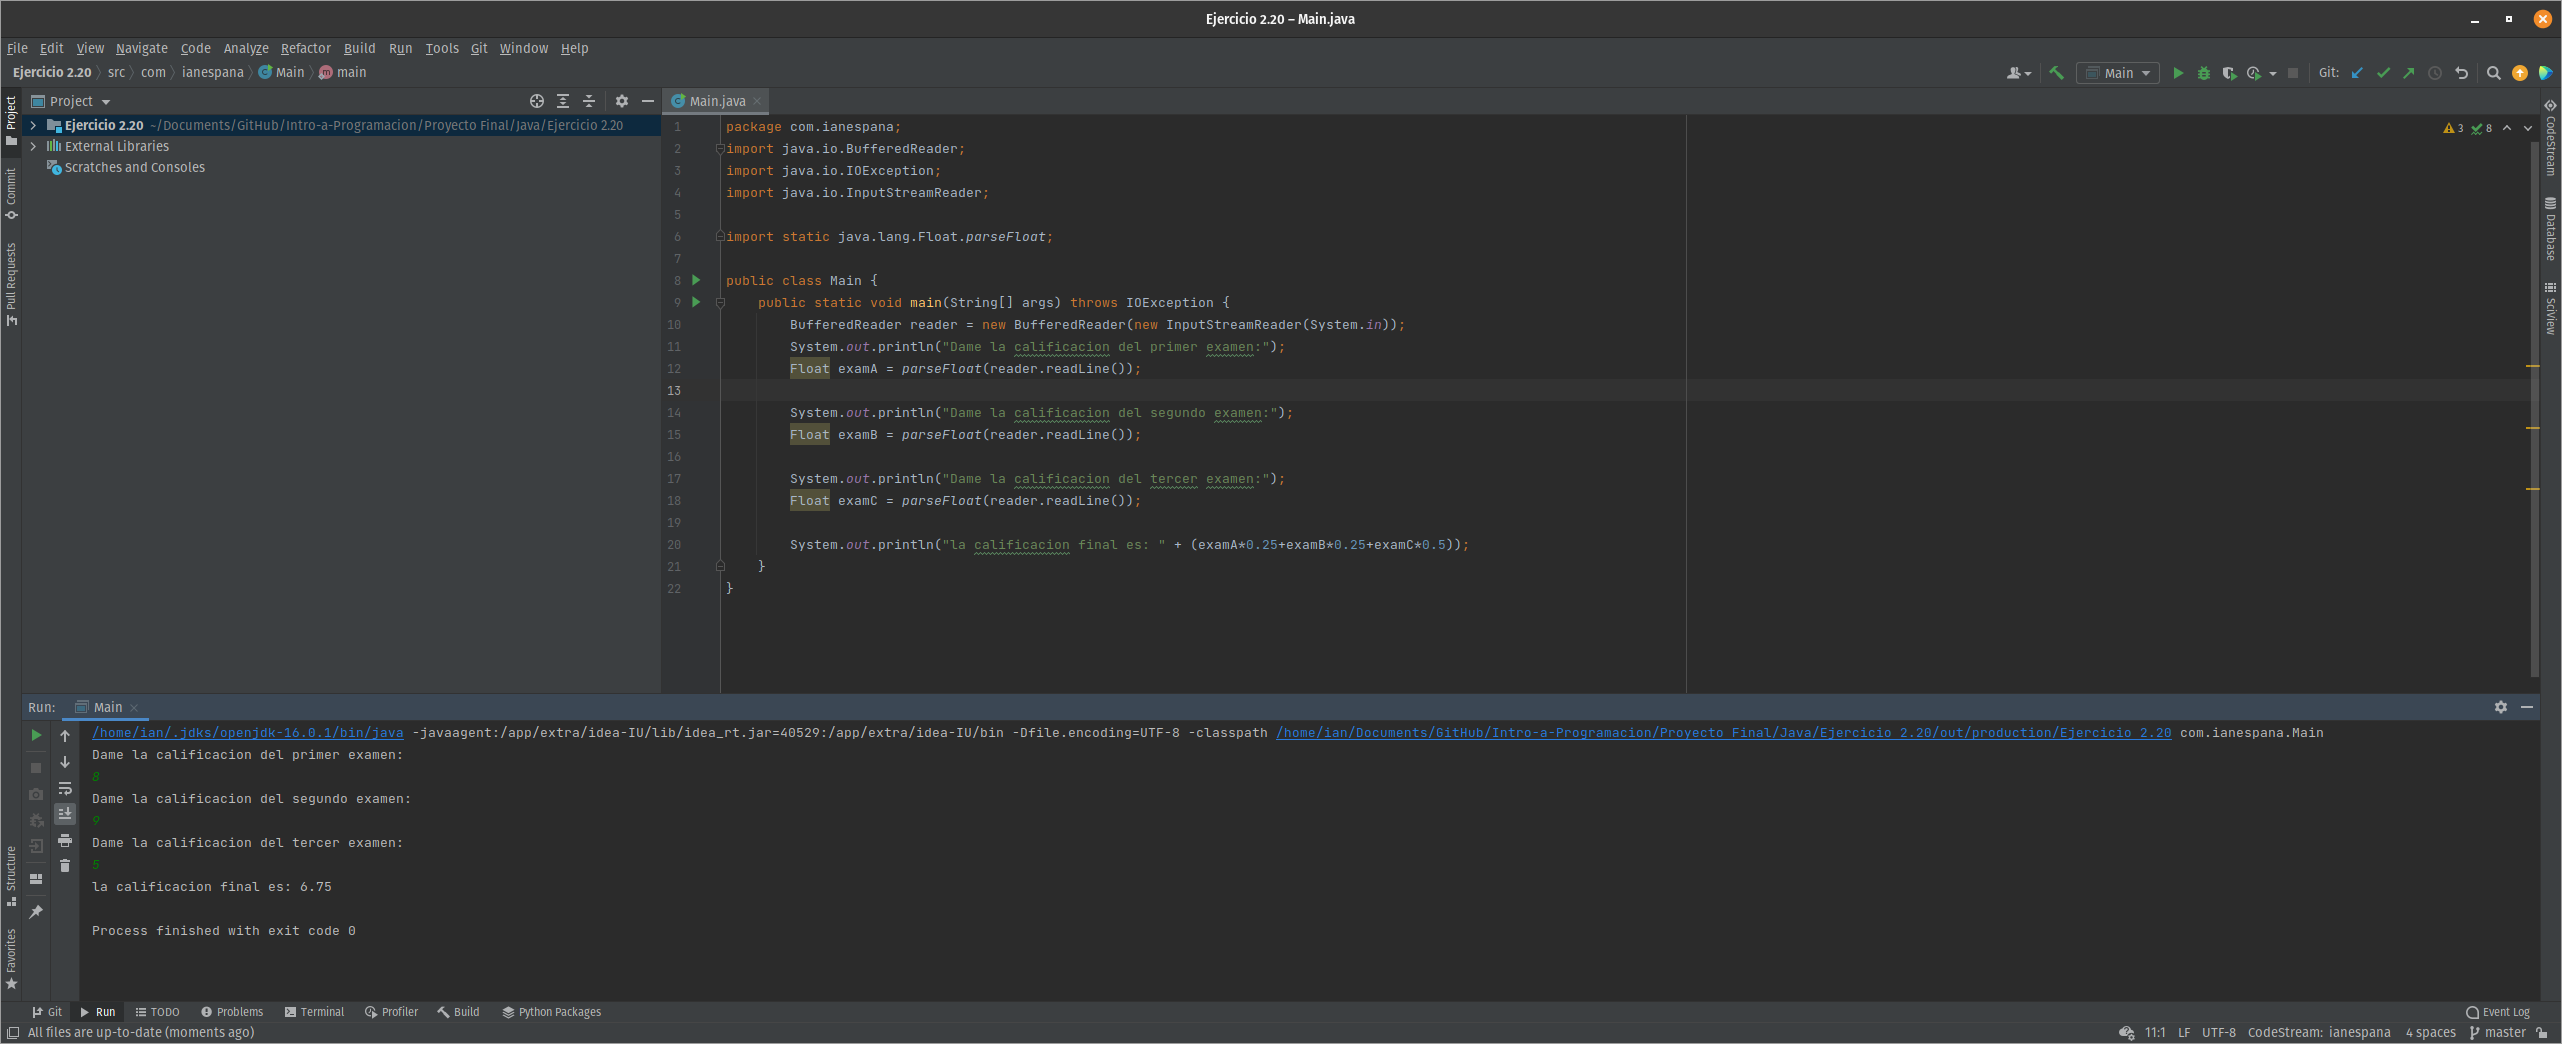 Ejercicio 2.20 – Main.java
File Edit View Navigate Code Analyze Refactor Build Run Tools Git Window Help
Ejercicio 2.20 src com ianespana Main main
Main Git:
Project
Main.java
Ejercicio 2.20 ~/Documents/GitHub/Intro-a-Programacion/Proyecto Final/Java/Ejercicio 2.20
External Libraries
Scratches and Consoles
Project
Commit
Pull Requests
Structure
Favorites
1 package com.ianespana;
2 import java.io.BufferedReader;
3 import java.io.IOException;
4 import java.io.InputStreamReader;
5
6 import static java.lang.Float.parseFloat;
7
8 public class Main {
9 public static void main(String[] args) throws IOException {
10 BufferedReader reader = new BufferedReader(new InputStreamReader(System.in));
11 System.out.println("Dame la calificacion del primer examen:");
12 Float examA = parseFloat(reader.readLine());
13
14 System.out.println("Dame la calificacion del segundo examen:");
15 Float examB = parseFloat(reader.readLine());
16
17 System.out.println("Dame la calificacion del tercer examen:");
18 Float examC = parseFloat(reader.readLine());
19
20 System.out.println("la calificacion final es: " + (examA*0.25+examB*0.25+examC*0.5));
21 }
22 }
3 8
CodeStream
Database
SciView
Run: Main
/home/ian/.jdks/openjdk-16.0.1/bin/java -javaagent:/app/extra/idea-IU/lib/idea_rt.jar=40529:/app/extra/idea-IU/bin -Dfile.encoding=UTF-8 -classpath /home/ian/Documents/GitHub/Intro-a-Programacion/Proyecto Final/Java/Ejercicio 2.20/out/production/Ejercicio 2.20 com.ianespana.Main
Dame la calificacion del primer examen:
8
Dame la calificacion del segundo examen:
9
Dame la calificacion del tercer examen:
5
la calificacion final es: 6.75
Process finished with exit code 0
Git Run TODO Problems Terminal Profiler Build Python Packages Event Log
All files are up-to-date (moments ago) 11:1 LF UTF-8 CodeStream: ianespana 4 spaces master